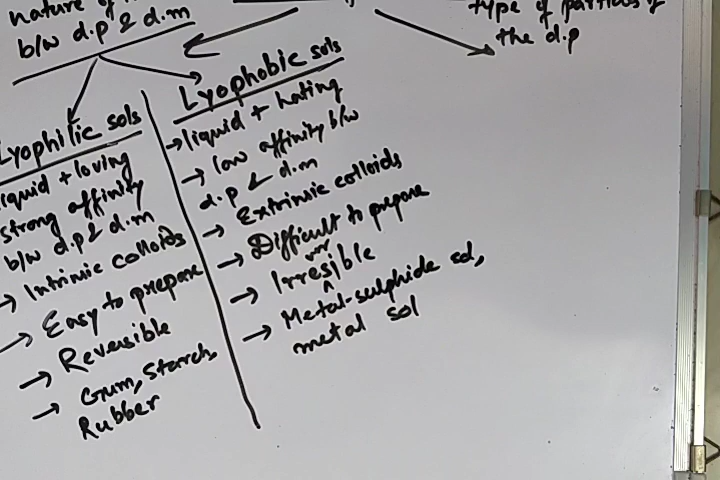 nature of
b/w d.p & d.m
type of particles of
the d.p
Lyophilic sols
liquid + loving
strong affinity
b/w d.p & d.m
→ Intrinsic colloids
→ Easy to prepare
→ Reversible
→ Gum, Starch,
Rubber
Lyophobic sols
→ liquid + hating
→ low affinity b/w
d.p & d.m
→ Extrinsic colloids
→ Difficult to prepare
→ Irreversible
→ Metal-sulphide sol,
metal sol